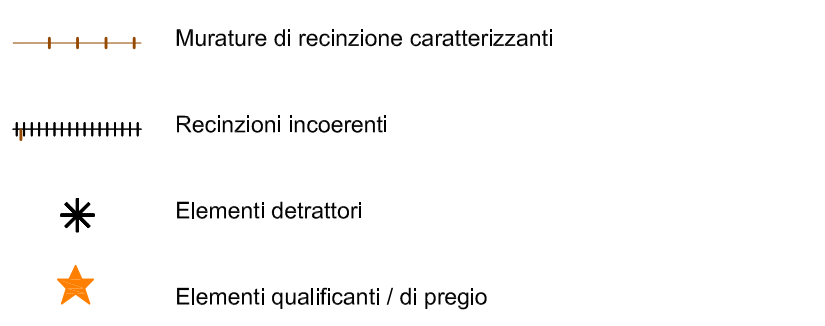 Murature di recinzione caratterizzanti
Recinzioni incoerenti
Elementi detrattori
Elementi qualificanti / di pregio